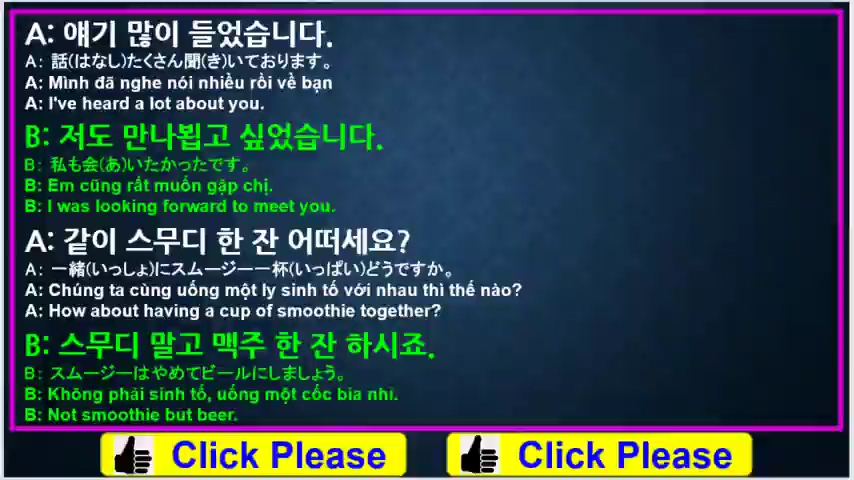 A: 얘기 많이 들었습니다.
A: 話(はなし)たくさん聞(き)いております。
A: Mình đã nghe nói nhiều rồi về bạn
A: I've heard a lot about you.
B: 저도 만나뵙고 싶었습니다.
B: 私も会(あ)いたかったです。
B: Em cũng rất muốn gặp chị.
B: I was looking forward to meet you.
A: 같이 스무디 한 잔 어떠세요?
A: 一緒(いっしょ)にスムージー一杯(いっぱい)どうですか。
A: Chúng ta cùng uống một ly sinh tố với nhau thì thế nào?
A: How about having a cup of smoothie together?
B: 스무디 말고 맥주 한 잔 하시죠.
B: スムージーはやめてビールにしましょう。
B: Không phải sinh tố, uống một cốc bia nhỉ.
B: Not smoothie but beer.
Click Please
Click Please